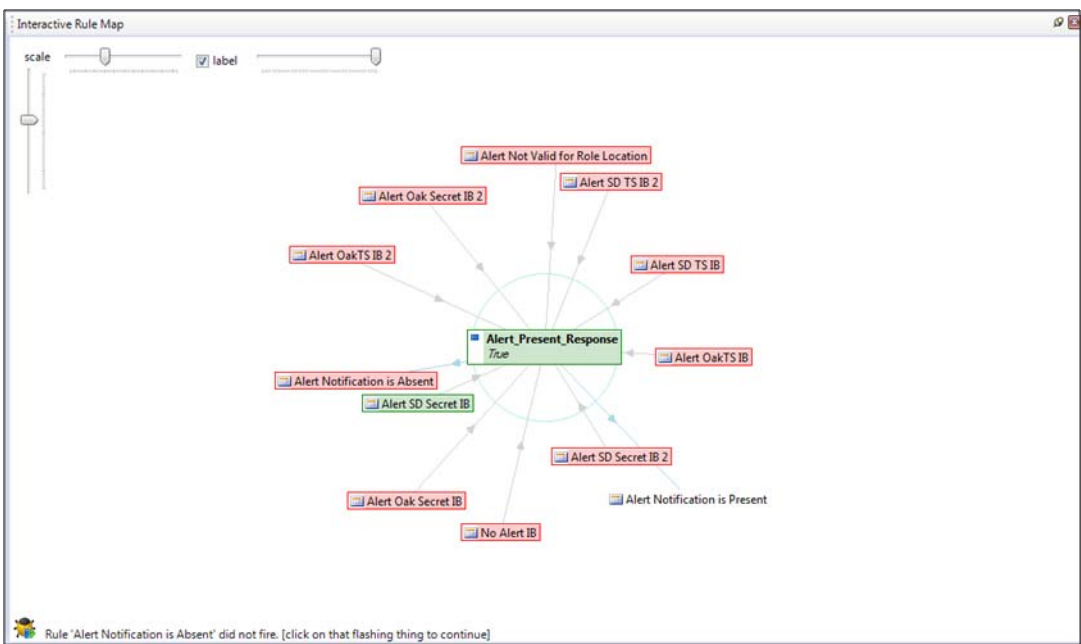 Interactive Rule Map
scale
label
Alert Not Valid for Role Location
Alert SD TS IB 2
Alert Oak Secret IB 2
Alert OakTS IB 2
Alert SD TS IB
Alert_Present_Response
True
Alert OakTS IB
Alert Notification is Absent
Alert SD Secret IB
Alert SD Secret IB 2
Alert Oak Secret IB
Alert Notification is Present
No Alert IB
Rule 'Alert Notification is Absent' did not fire. [click on that flashing thing to continue]